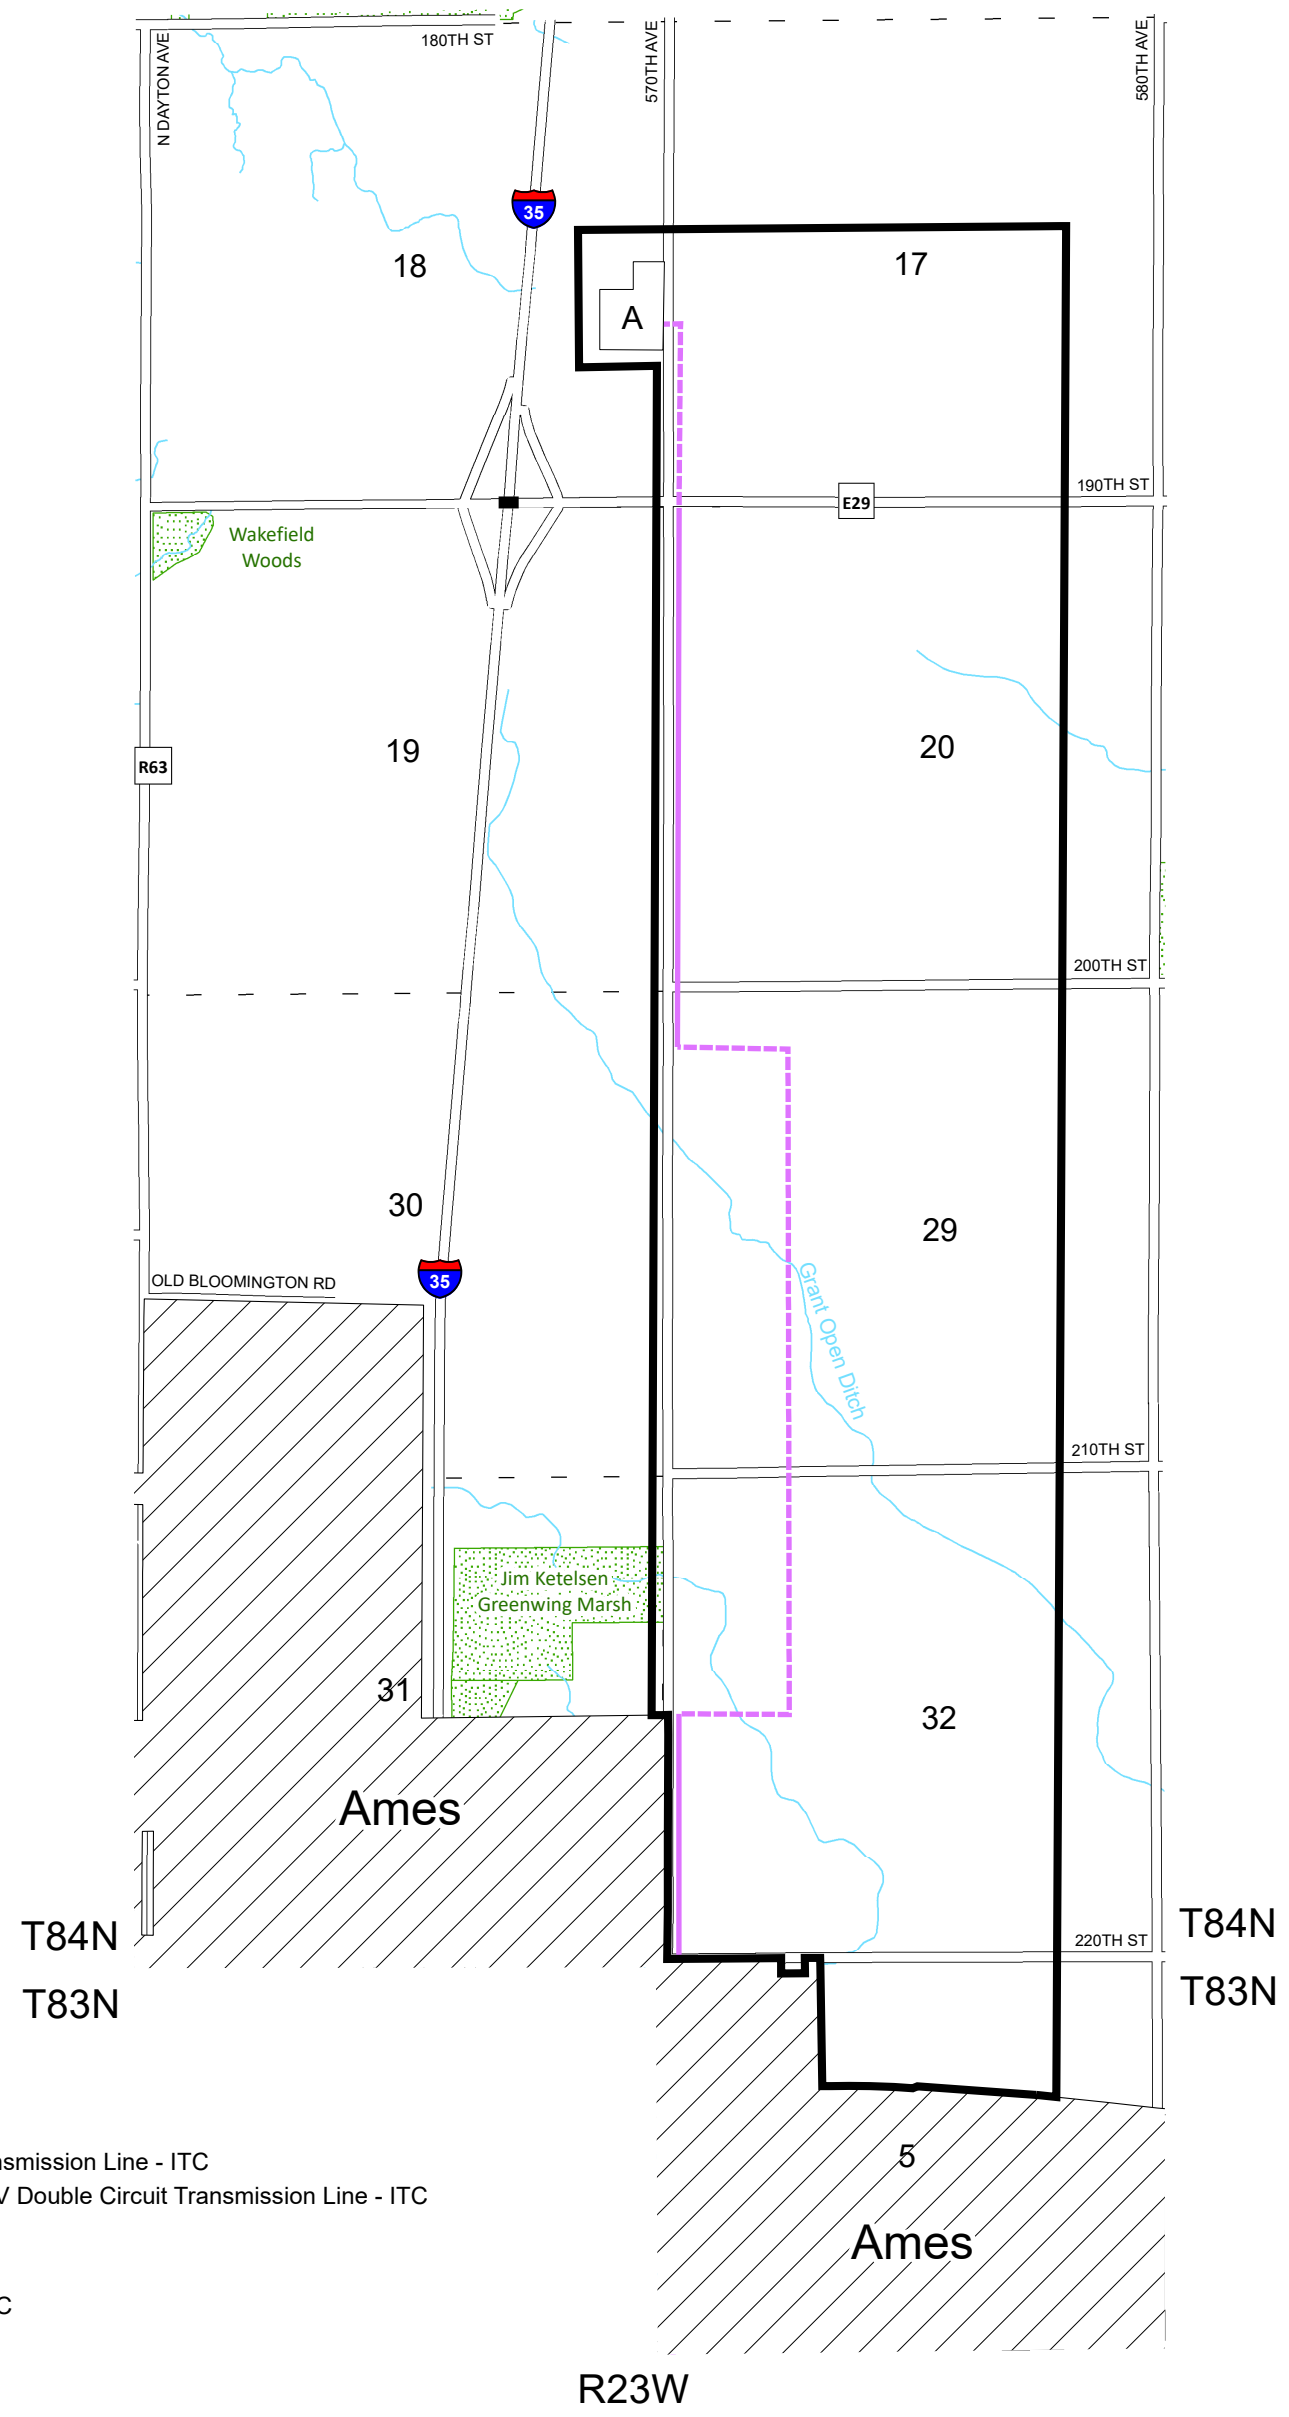 180TH ST
N DAYTON AVE
570TH AVE
580TH AVE
35
18
17
A
190TH ST
E29
Wakefield
Woods
19
20
R63
200TH ST
30
29
35
OLD BLOOMINGTON RD
Grant Open Ditch
210TH ST
Jim Ketelsen
Greenwing Marsh
31
32
Ames
T84N
T84N
220TH ST
T83N
T83N
5
Line - ITC
Double Circuit Transmission Line - ITC
Ames
R23W